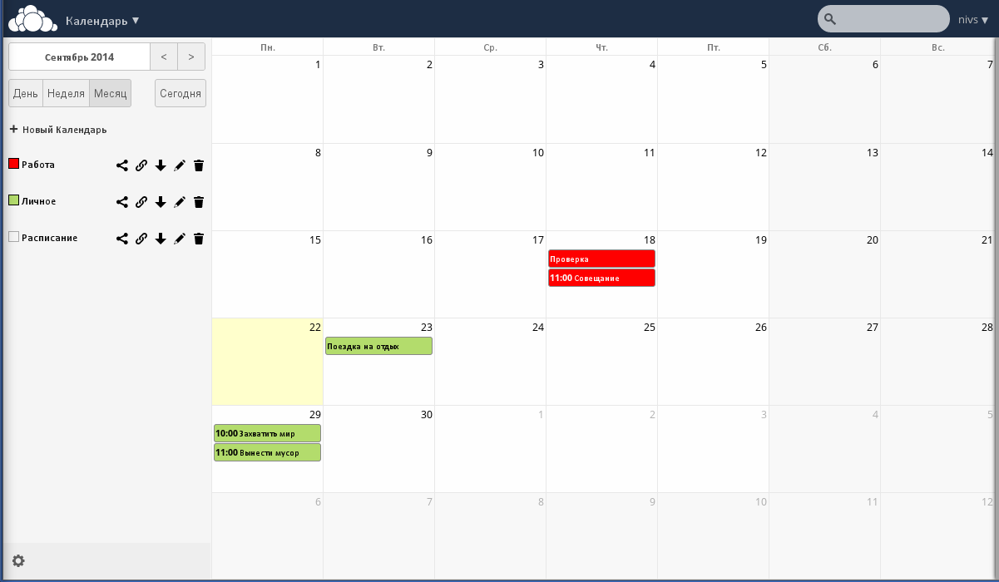 Календарь ▼
nivs ▼
Сентябрь 2014 < >
День Неделя Месяц Сегодня
+ Новый Календарь
Работа
Личное
Расписание
Пн. Вт. Ср. Чт. Пт. Сб. Вс.
1 2 3 4 5 6 7
8 9 10 11 12 13 14
15 16 17 18 19 20 21
Проверка
11:00 Совещание
22 23 24 25 26 27 28
Поездка на отдых
29 30 1 2 3 4 5
10:00 Захватить мир
11:00 Вынести мусор
6 7 8 9 10 11 12